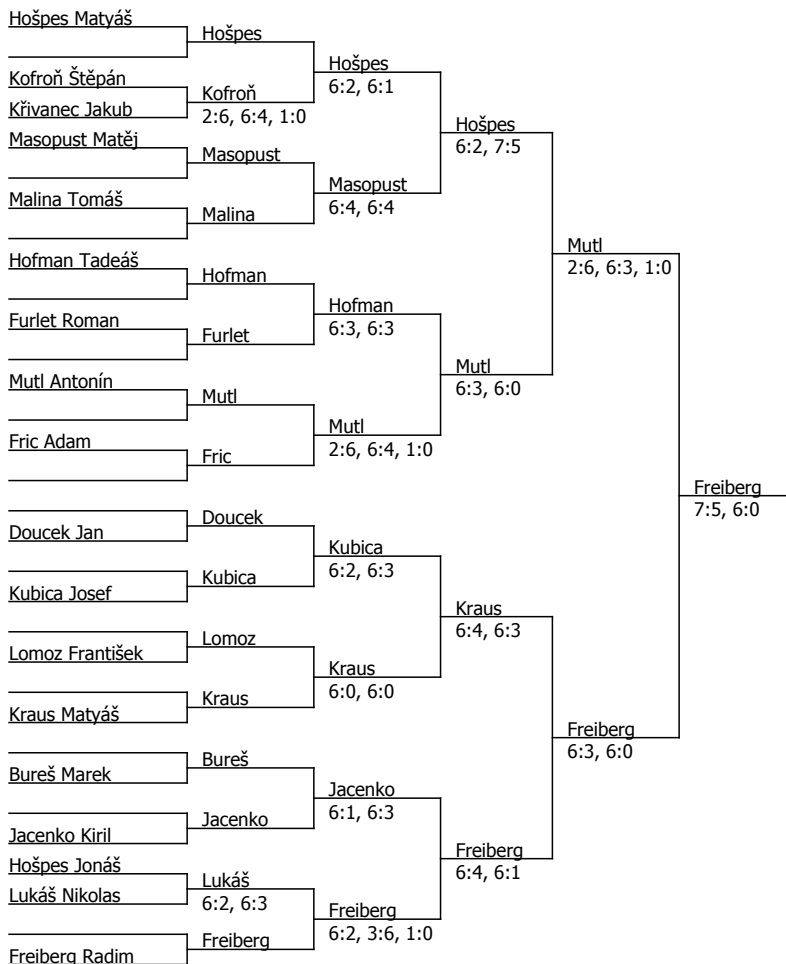 Hošpes Matyáš
Kofroň Štěpán
Křivanec Jakub
Masopust Matěj
Malina Tomáš
Hofman Tadeáš
Furlet Roman
Mutl Antonín
Fric Adam
Doucek Jan
Kubica Josef
Lomoz František
Kraus Matyáš
Bureš Marek
Jacenko Kiril
Hošpes Jonáš
Lukáš Nikolas
Freiberg Radim
Hošpes
Kofroň
2:6, 6:4, 1:0
Masopust
Malina
Hofman
Furlet
Mutl
Fric
Doucek
Kubica
Lomoz
Kraus
Bureš
Jacenko
Lukáš
6:2, 6:3
Freiberg
Hošpes
6:2, 6:1
Masopust
6:4, 6:4
Hofman
6:3, 6:3
Mutl
2:6, 6:4, 1:0
Kubica
6:2, 6:3
Kraus
6:0, 6:0
Jacenko
6:1, 6:3
Freiberg
6:2, 3:6, 1:0
Hošpes
6:2, 7:5
Mutl
6:3, 6:0
Kraus
6:4, 6:3
Freiberg
6:4, 6:1
Mutl
2:6, 6:3, 1:0
Freiberg
6:3, 6:0
Freiberg
7:5, 6:0